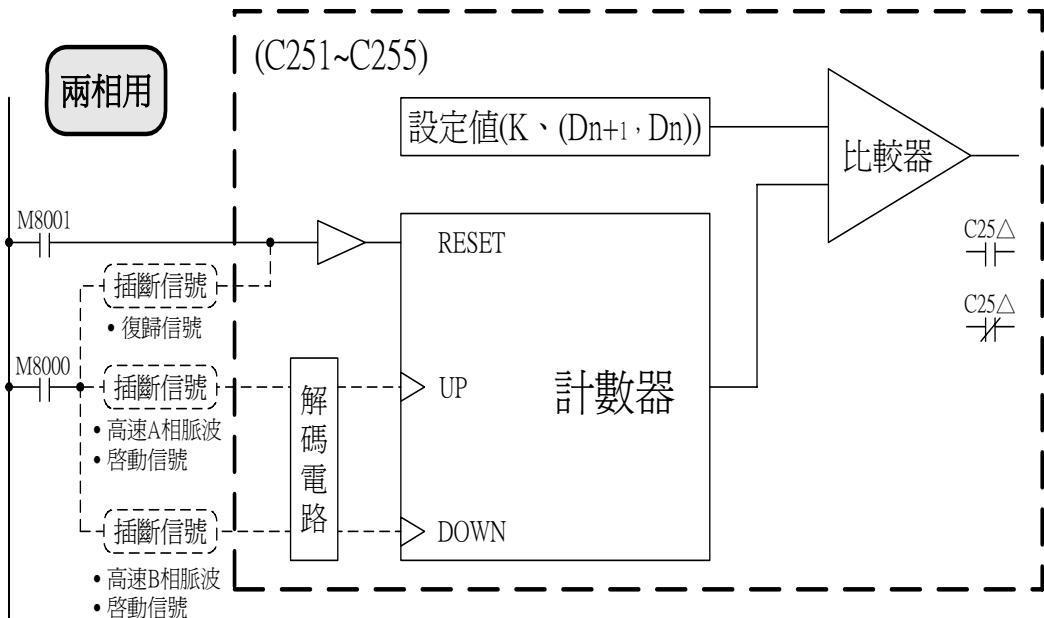 (C251~C255)
兩相用
設定值(K、(Dn+1，Dn))
比較器
M8001
RESET
C25△
插斷信號
• 復歸信號
C25△
M8000
插斷信號
UP
計數器
解碼電路
• 高速A相脈波
• 啓動信號
插斷信號
DOWN
• 高速B相脈波
• 啓動信號